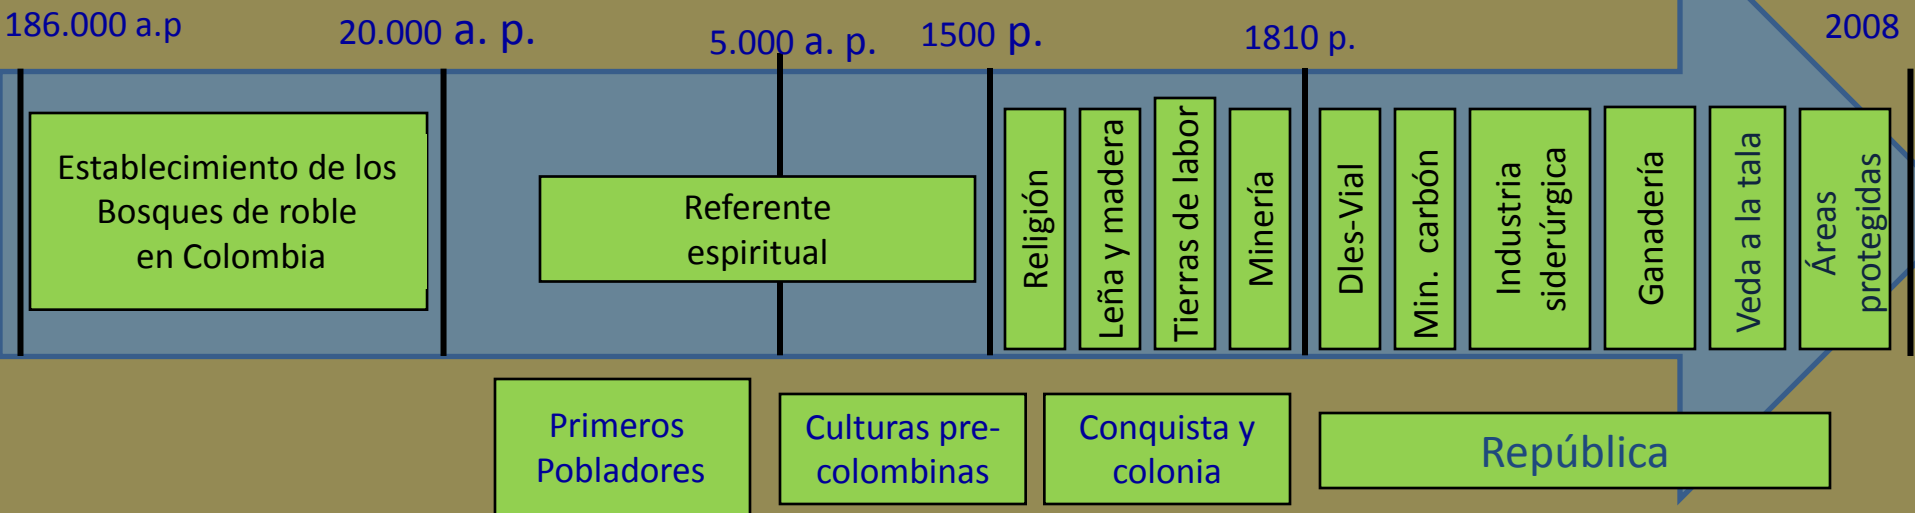 186.000 a.p
20.000 a. p.
5.000 a. p.
1500 p.
1810 p.
2008
Establecimiento de los
Bosques de roble
en Colombia
Referente
espiritual
Religión
Leña y madera
Tierras de labor
Minería
Dles-Vial
Min. carbón
Industria
siderúrgica
Ganadería
Veda a la tala
Áreas
protegidas
Primeros
Pobladores
Culturas pre-
colombinas
Conquista y
colonia
República